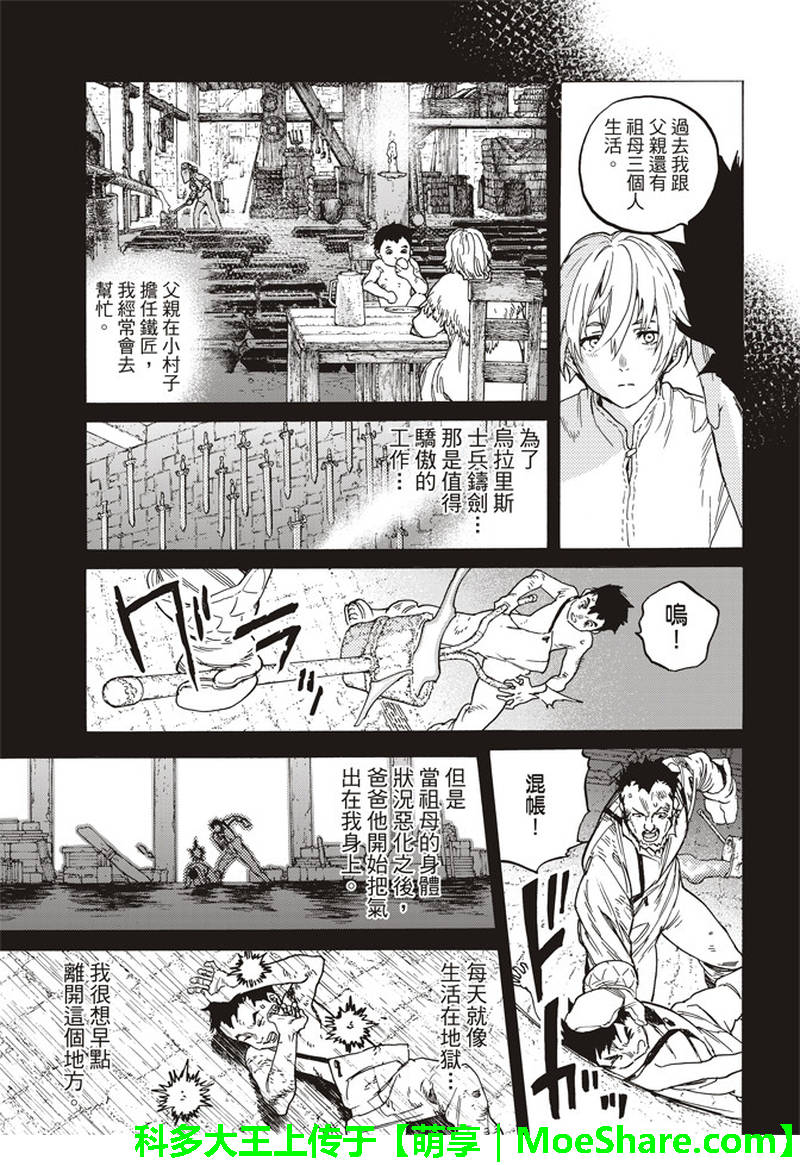 過去我跟
父親還有
祖母三個人
生活。
父親在小村子
擔任鐵匠，
我經常會去
幫忙。
為了
烏拉里斯
士兵鑄劍…
那是值得
驕傲的
工作…
嗚！
グラ
混帳！
ドド
但是
當祖母的身體
狀況惡化之後，
爸爸他開始把氣
出在我身上。
每天就像
生活在地獄…
我很想早點
離開這個地方。
科多大王上传于【萌享】|MoeShare.com】